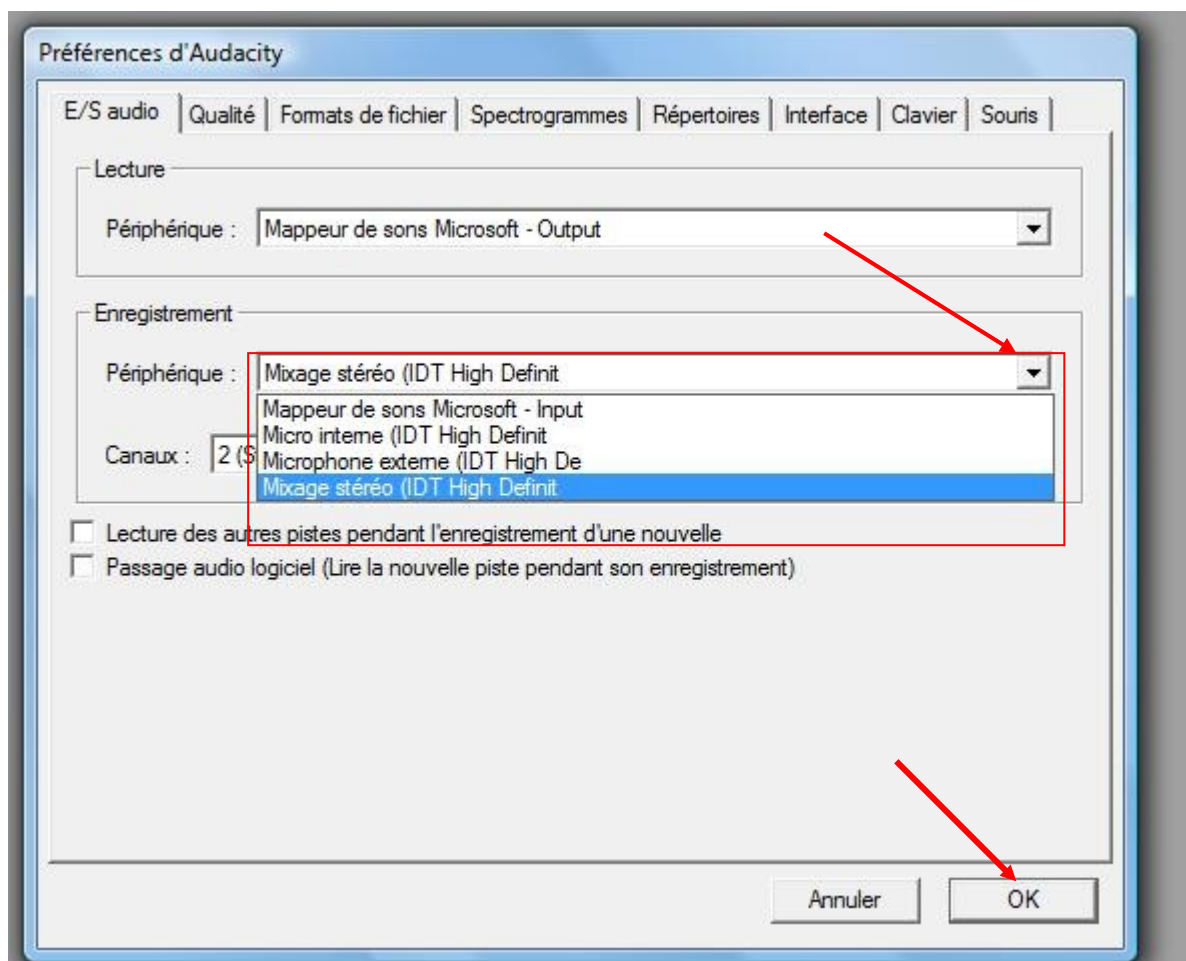 Préférences d'Audacity
E/S audio Qualité Formats de fichier Spectrogrammes Répertoires Interface Clavier Souris
Lecture
Périphérique : Mappeur de sons Microsoft - Output
Enregistrement
Périphérique : Mixage stéréo (IDT High Definit
Mappeur de sons Microsoft - Input
Micro interne (IDT High Definit
Canaux : 2 (S
Microphone externe (IDT High De
Mixage stéréo (IDT High Definit
Lecture des autres pistes pendant l'enregistrement d'une nouvelle
Passage audio logiciel (Lire la nouvelle piste pendant son enregistrement)
Annuler OK